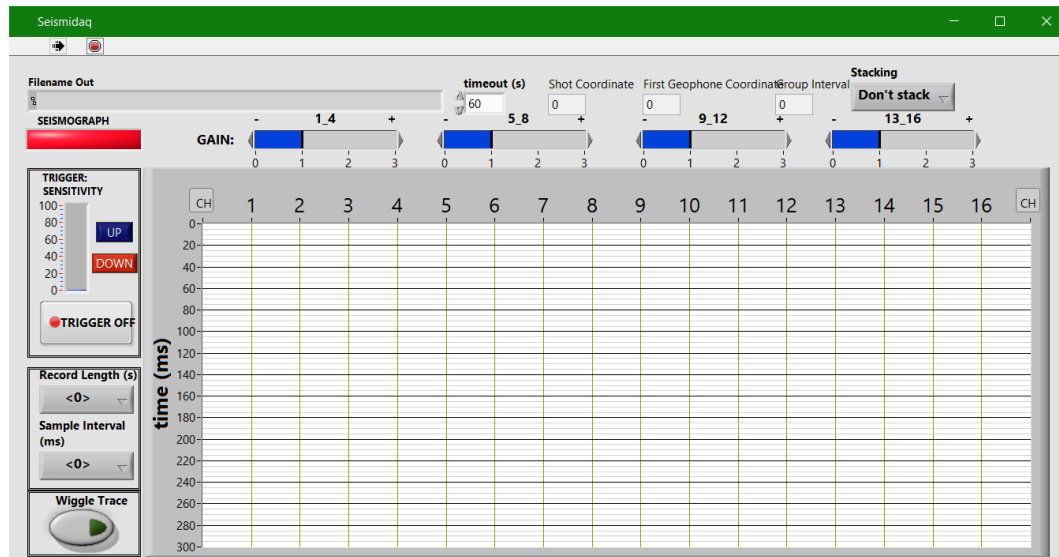 Seismidaq
Filename Out
timeout (s) Shot Coordinate First Geophone Coordinate Group Interval
Stacking
60 0 0 0 Don't stack
SEISMOGRAPH
GAIN:
- 1_4 + - 5_8 + - 9_12 + - 13_16 +
0 1 2 3 0 1 2 3 0 1 2 3 0 1 2 3
TRIGGER:
SENSITIVITY
100
80
60
40
20
0
UP
DOWN
TRIGGER OFF
Record Length (s)
<0>
Sample Interval
(ms)
<0>
Wiggle Trace
CH 1 2 3 4 5 6 7 8 9 10 11 12 13 14 15 16 CH
time (ms)
0
20
40
60
80
100
120
140
160
180
200
220
240
260
280
300